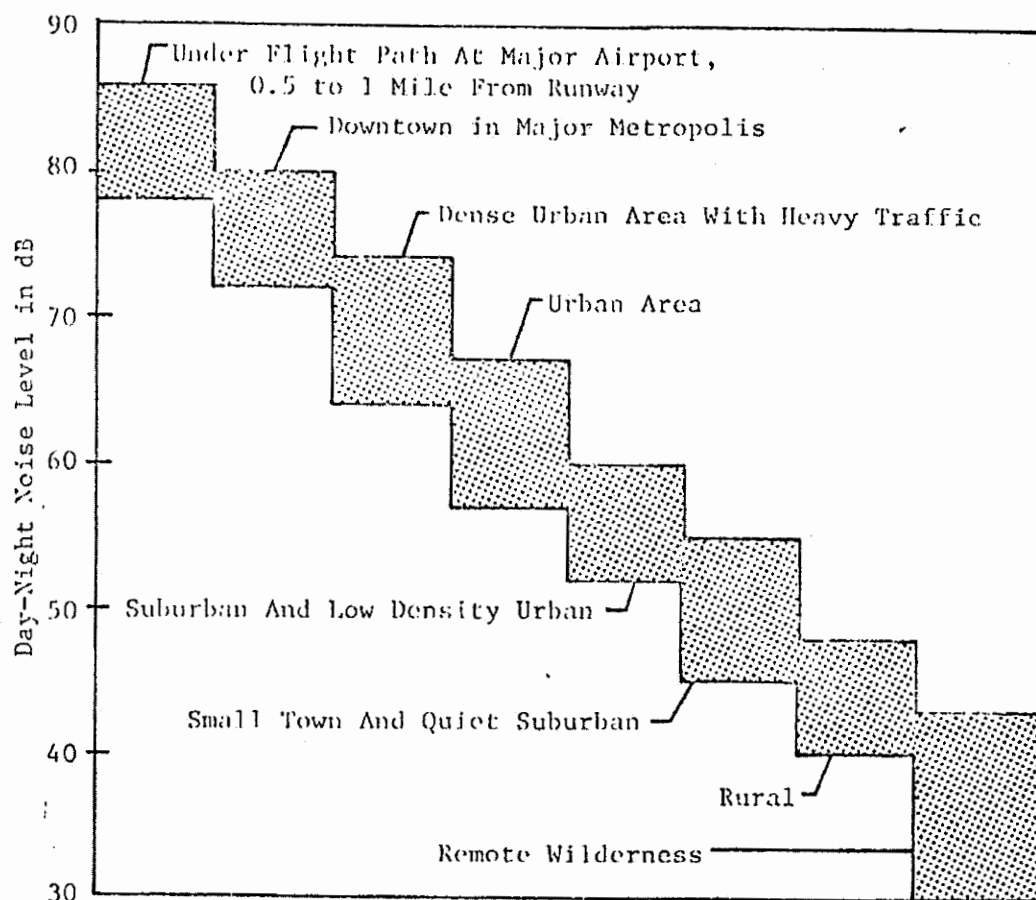 90
Under Flight Path At Major Airport,
0.5 to 1 Mile From Runway
Downtown in Major Metropolis
80
Dense Urban Area With Heavy Traffic
Urban Area
70
Day-Night Noise Level in dB
60
50
Suburban And Low Density Urban
Small Town And Quiet Suburban
40
Rural
Remote Wilderness
30